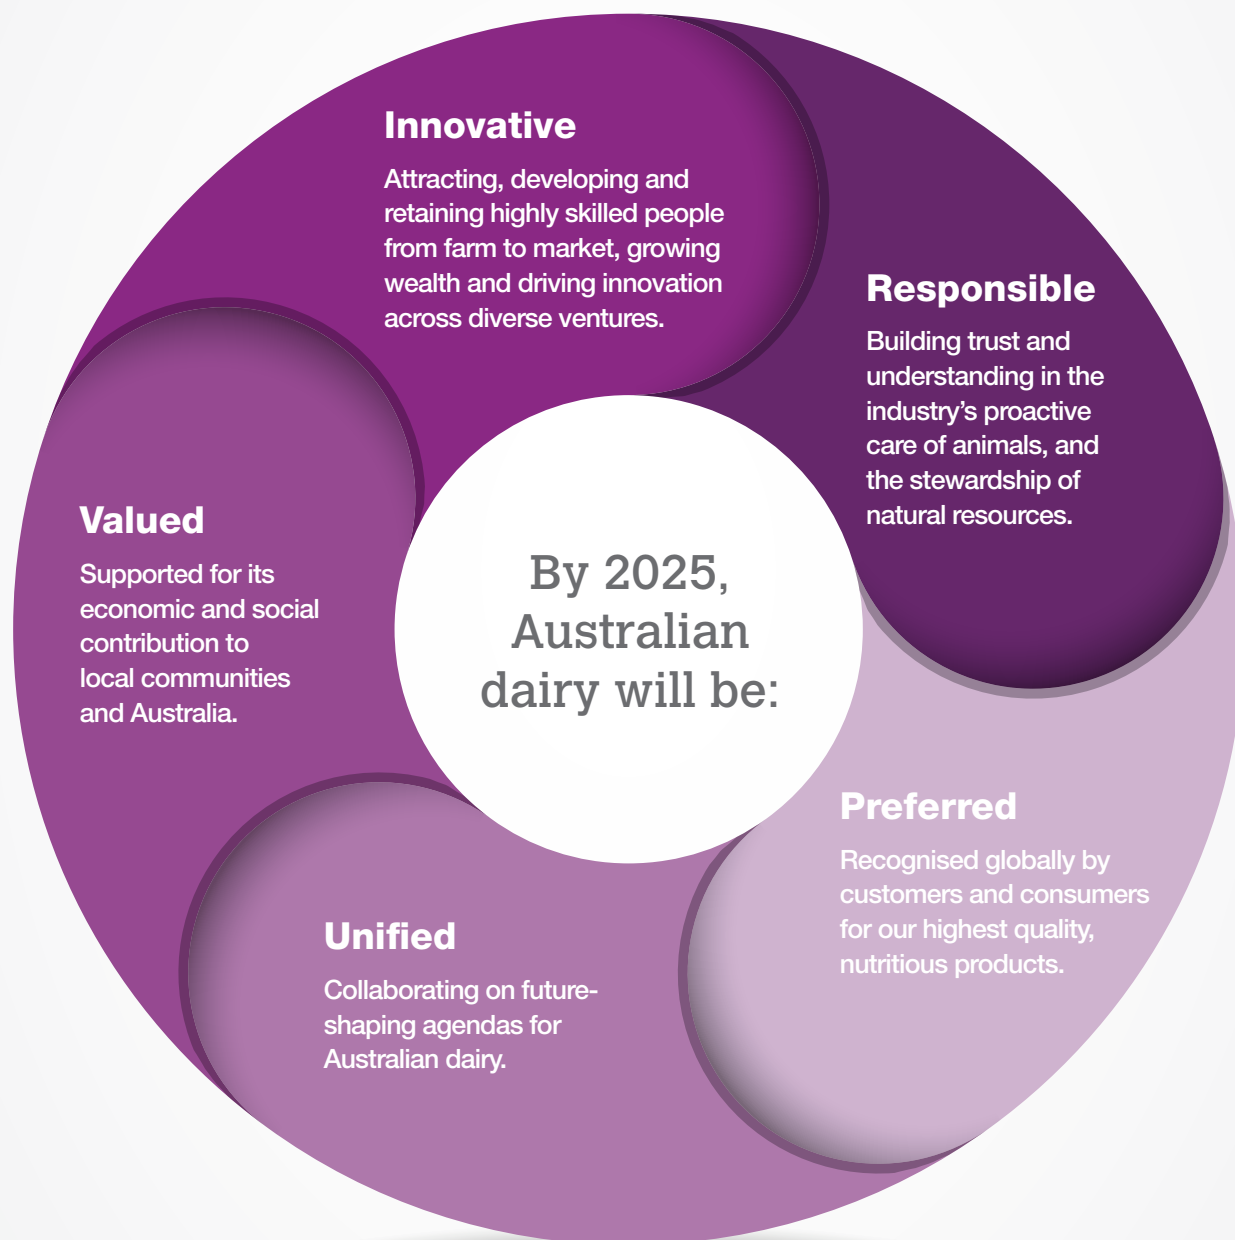 Innovative
Attracting, developing and
retaining highly skilled people
from farm to market, growing
wealth and driving innovation
across diverse ventures.
Responsible
Building trust and
understanding in the
industry’s proactive
care of animals, and
the stewardship of
natural resources.
Valued
Supported for its
economic and social
contribution to
local communities
and Australia.
By 2025,
Australian
dairy will be:
Preferred
Recognised globally by
customers and consumers
for our highest quality,
nutritious products.
Unified
Collaborating on future-
shaping agendas for
Australian dairy.